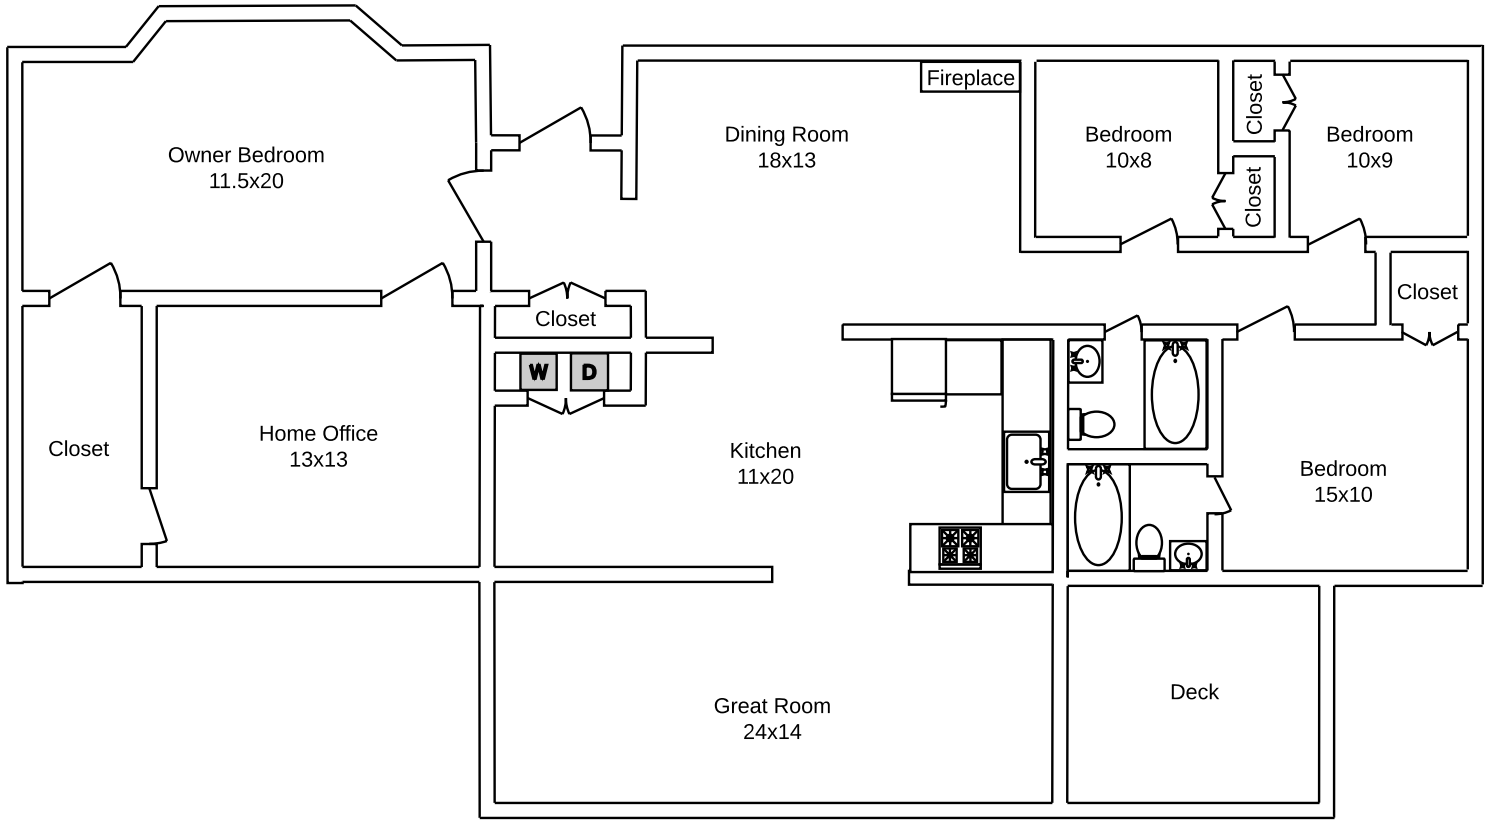 Fireplace
Closet
Dining Room
18x13
Bedroom
10x8
Bedroom
10x9
Owner Bedroom
11.5x20
Closet
Closet
Closet
W D
Home Office
13x13
Closet
Kitchen
11x20
Bedroom
15x10
Great Room
24x14
Deck
Closet